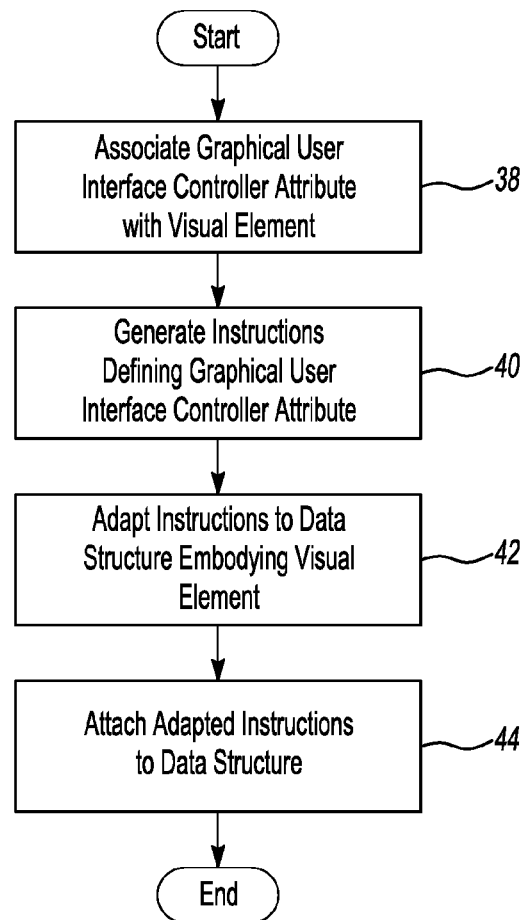 Start
Associate Graphical User
Interface Controller Attribute
with Visual Element
38
Generate Instructions
Defining Graphical User
Interface Controller Attribute
40
Adapt Instructions to Data
Structure Embodying Visual
Element
42
Attach Adapted Instructions
to Data Structure
44
End